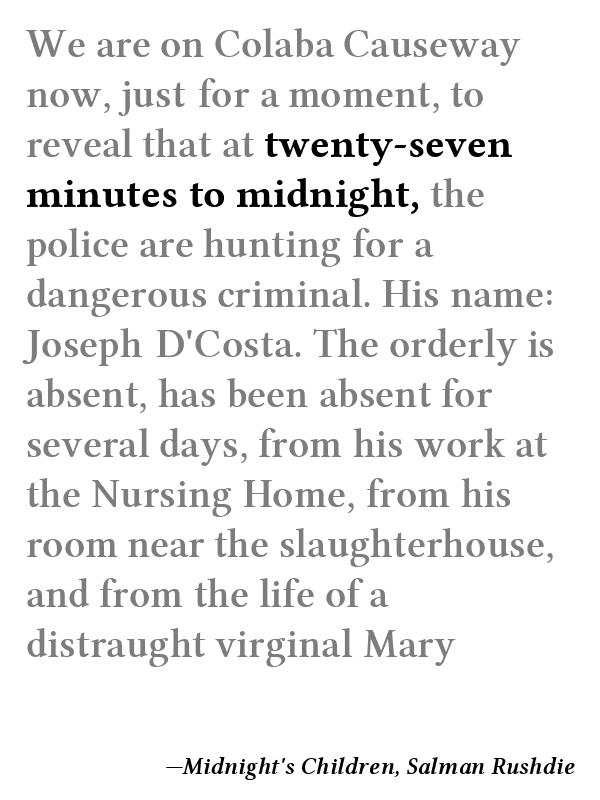 We are on Colaba Causeway
now, just for a moment, to
reveal that at twenty-seven
minutes to midnight, the
police are hunting for a
dangerous criminal. His name:
Joseph D'Costa. The orderly is
absent, has been absent for
several days, from his work at
the Nursing Home, from his
room near the slaughterhouse,
and from the life of a
distraught virginal Mary
—Midnight's Children, Salman Rushdie